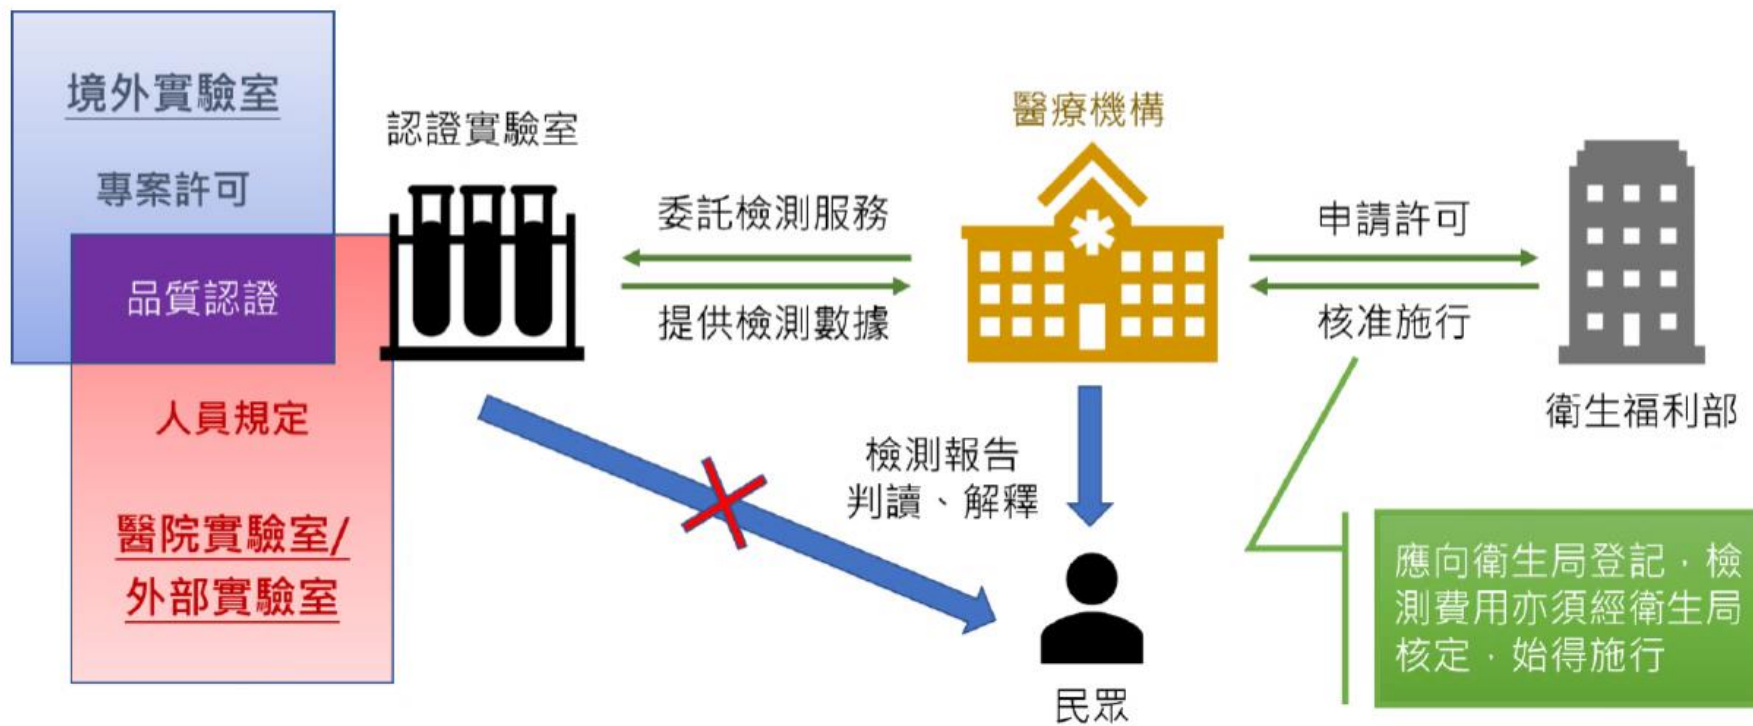 境外實驗室
專案許可
品質認證
人員規定
醫院實驗室/
外部實驗室
認證實驗室
委託檢測服務
提供檢測數據
醫療機構
申請許可
核准施行
衛生福利部
檢測報告
判讀、解釋
民眾
應向衛生局登記，檢
測費用亦須經衛生局
核定，始得施行